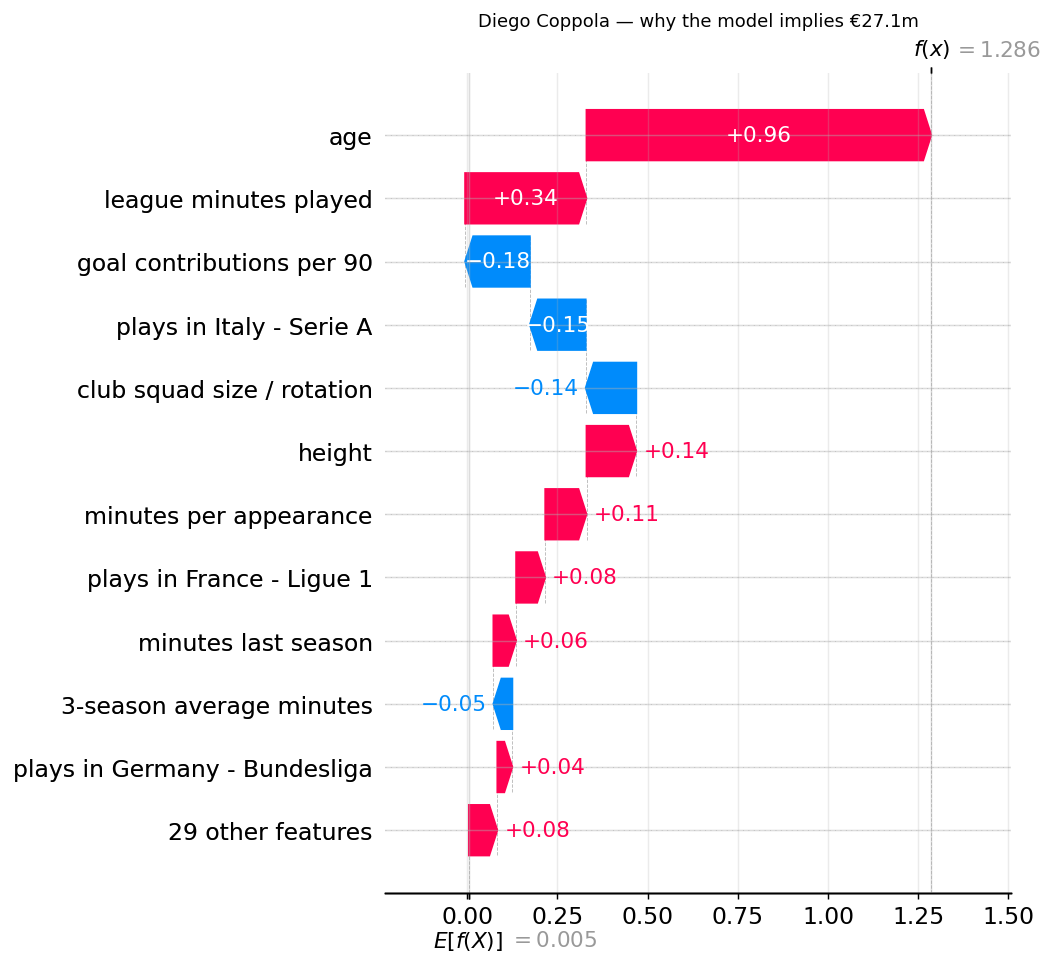 Diego Coppola — why the model implies €27.1m
f(x) = 1.286
age +0.96
league minutes played +0.34
goal contributions per 90 −0.18
plays in Italy - Serie A −0.15
club squad size / rotation −0.14
height +0.14
minutes per appearance +0.11
plays in France - Ligue 1 +0.08
minutes last season +0.06
3-season average minutes −0.05
plays in Germany - Bundesliga +0.04
29 other features +0.08
0.00 0.25 0.50 0.75 1.00 1.25 1.50
E[f(X)] = 0.005